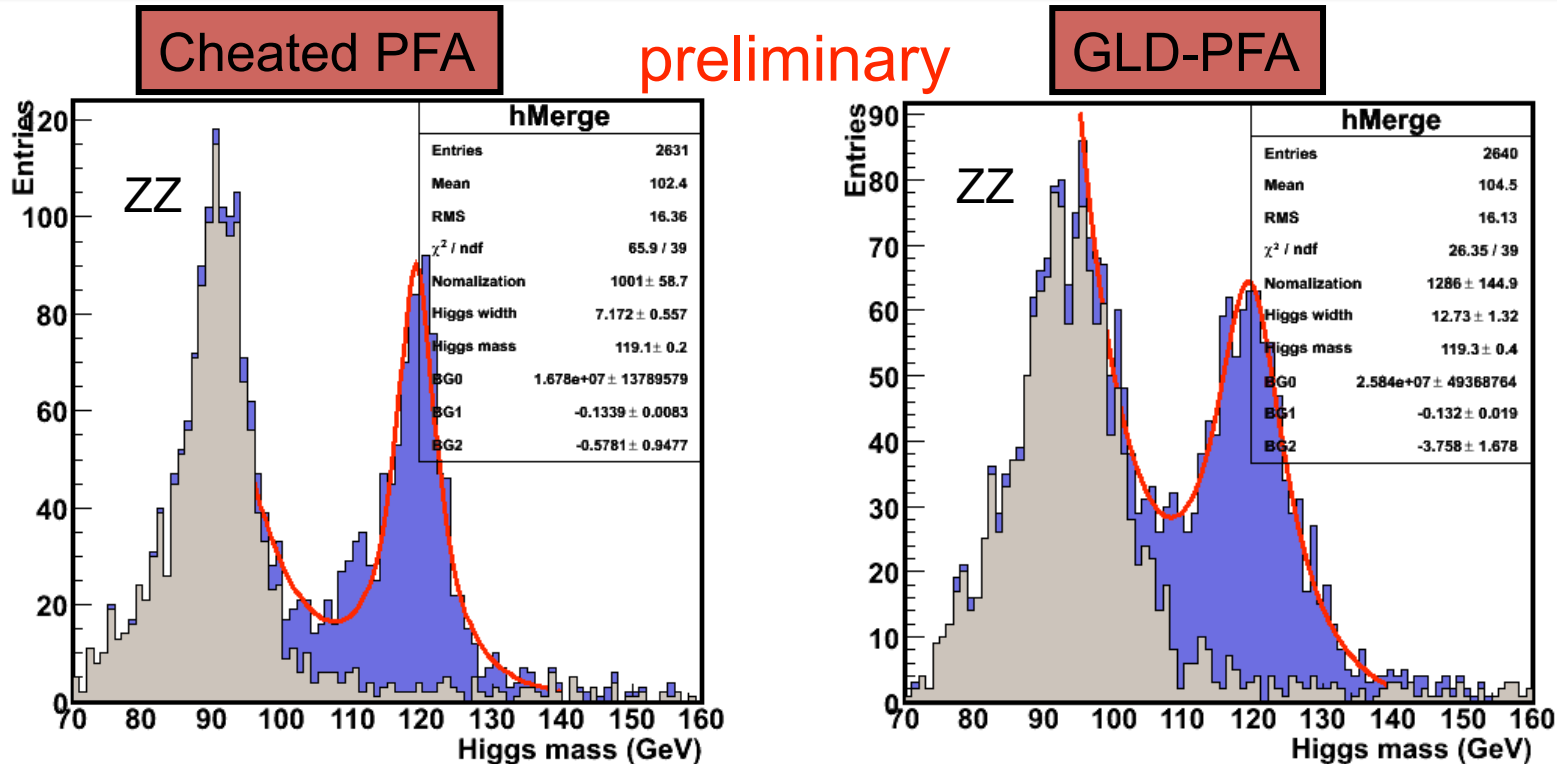 Cheated PFA
preliminary
GLD-PFA
Entries
20
100
80
60
40
20
0
ZZ
hMerge
Entries 2631
Mean 102.4
RMS 16.36
χ² / ndf 65.9 / 39
Nomalization 1001 ± 58.7
Higgs width 7.172 ± 0.557
Higgs mass 119.1 ± 0.2
BG0 1.678e+07 ± 13789579
BG1 -0.1339 ± 0.0083
BG2 -0.5781 ± 0.9477
70 80 90 100 110 120 130 140 150 160
Higgs mass (GeV)
Entries
90
80
70
60
50
40
30
20
10
0
ZZ
hMerge
Entries 2640
Mean 104.5
RMS 16.13
χ² / ndf 26.35 / 39
Nomalization 1286 ± 144.9
Higgs width 12.73 ± 1.32
Higgs mass 119.3 ± 0.4
BG0 2.584e+07 ± 49368764
BG1 -0.132 ± 0.019
BG2 -3.758 ± 1.678
70 80 90 100 110 120 130 140 150 160
Higgs mass (GeV)